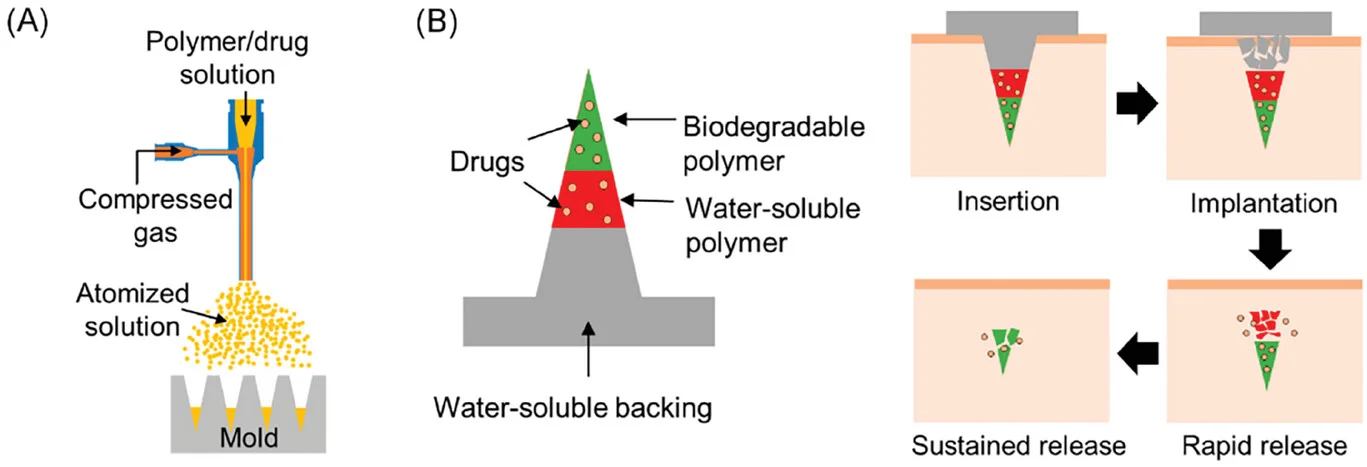 (A)
Polymer/drug
solution
Compressed
gas
Atomized
solution
Mold
(B)
Drugs
Biodegradable
polymer
Water-soluble
polymer
Water-soluble backing
Insertion
Implantation
Sustained release
Rapid release